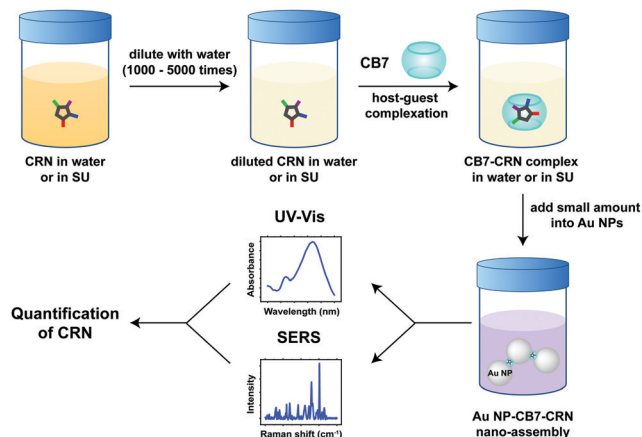 dilute with water
(1000 - 5000 times)
CB7
host-guest
complexation
CRN in water
or in SU
diluted CRN in water
or in SU
CB7-CRN complex
in water or in SU
add small amount
into Au NPs
UV-Vis
Absorbance
Wavelength (nm)
Quantification
of CRN
SERS
Intensity
Raman shift (cm⁻¹)
Au NP
Au NP-CB7-CRN
nano-assembly